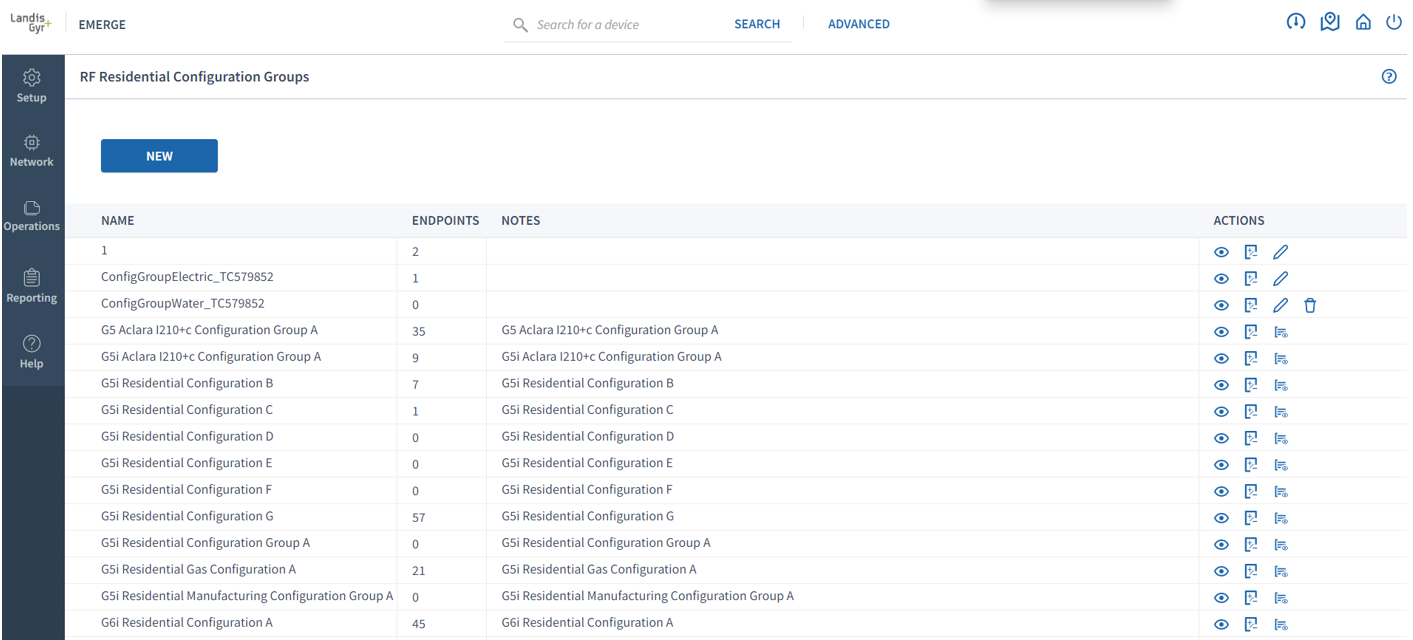 Landis+ Gyr
EMERGE
Search for a device
SEARCH
ADVANCED
Setup
Network
Operations
Reporting
Help
RF Residential Configuration Groups
NEW
NAME ENDPOINTS NOTES ACTIONS
1 2
ConfigGroupElectric_TC579852 1
ConfigGroupWater_TC579852 0
G5 Aclara I210+c Configuration Group A 35 G5 Aclara I210+c Configuration Group A
G5i Aclara I210+c Configuration Group A 9 G5i Aclara I210+c Configuration Group A
G5i Residential Configuration B 7 G5i Residential Configuration B
G5i Residential Configuration C 1 G5i Residential Configuration C
G5i Residential Configuration D 0 G5i Residential Configuration D
G5i Residential Configuration E 0 G5i Residential Configuration E
G5i Residential Configuration F 0 G5i Residential Configuration F
G5i Residential Configuration G 57 G5i Residential Configuration G
G5i Residential Configuration Group A 0 G5i Residential Configuration Group A
G5i Residential Gas Configuration A 21 G5i Residential Gas Configuration A
G5i Residential Manufacturing Configuration Group A 0 G5i Residential Manufacturing Configuration Group A
G6i Residential Configuration A 45 G6i Residential Configuration A